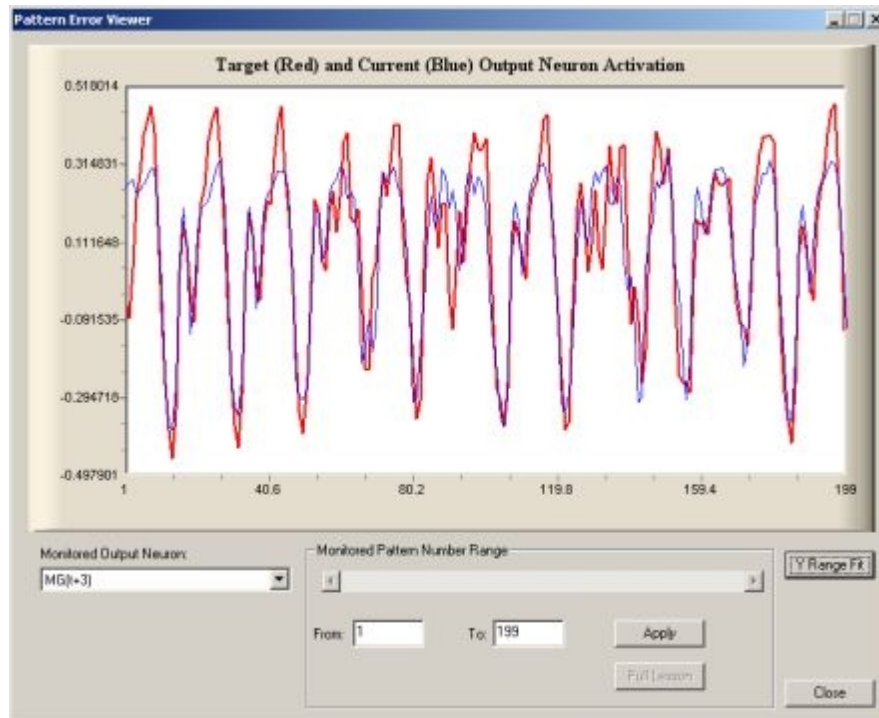 Pattern Error Viewer
Target (Red) and Current (Blue) Output Neuron Activation
0.518014
0.314831
0.111648
-0.091535
-0.294718
-0.497901
1 40.6 80.2 119.8 159.4 199
Monitored Output Neuron:
MG(t+3)
Monitored Pattern Number Range
Y Range Fit
From: 1 To: 199 Apply
Full Lesson
Close